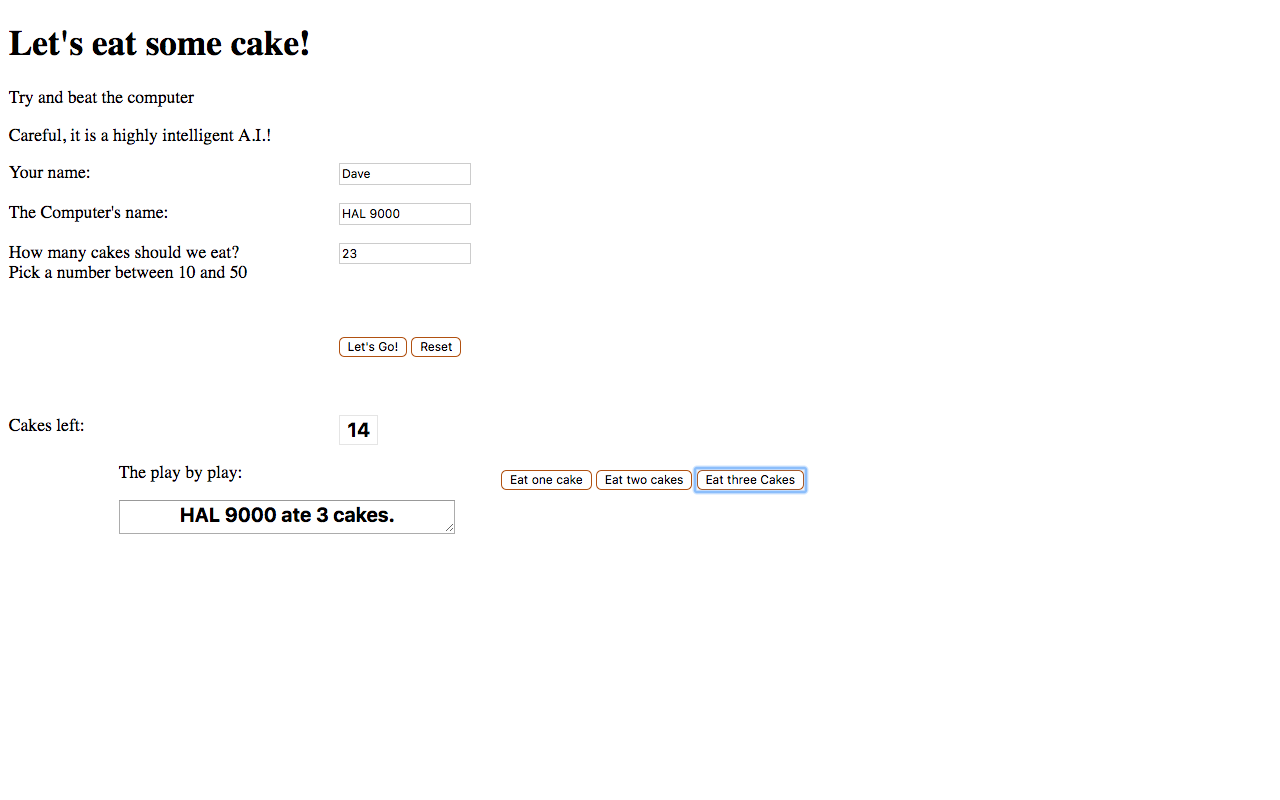 Let's eat some cake!
Try and beat the computer
Careful, it is a highly intelligent A.I.!
Your name:
Dave
The Computer's name:
HAL 9000
How many cakes should we eat?
Pick a number between 10 and 50
23
Let's Go!
Reset
Cakes left:
14
The play by play:
Eat one cake
Eat two cakes
Eat three Cakes
HAL 9000 ate 3 cakes.